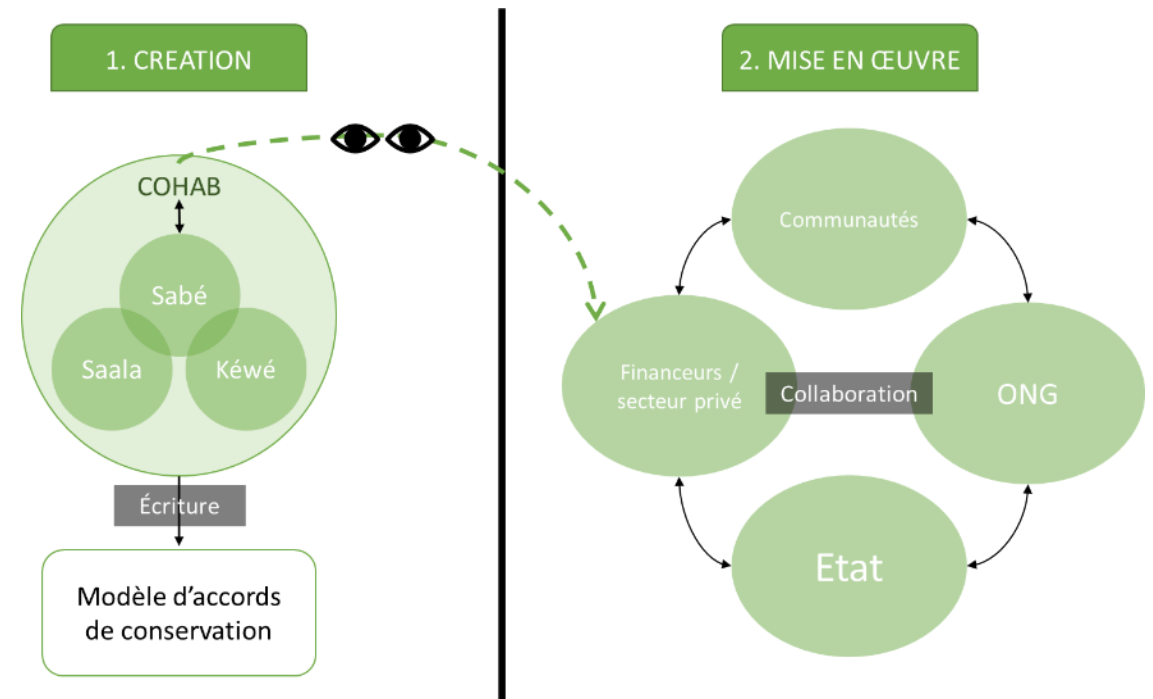 1. CREATION
COHAB
Sabé
Saala
Kéwé
Écriture
Modèle d’accords
de conservation
2. MISE EN ŒUVRE
Communautés
Financeurs /
secteur privé
Collaboration
ONG
Etat